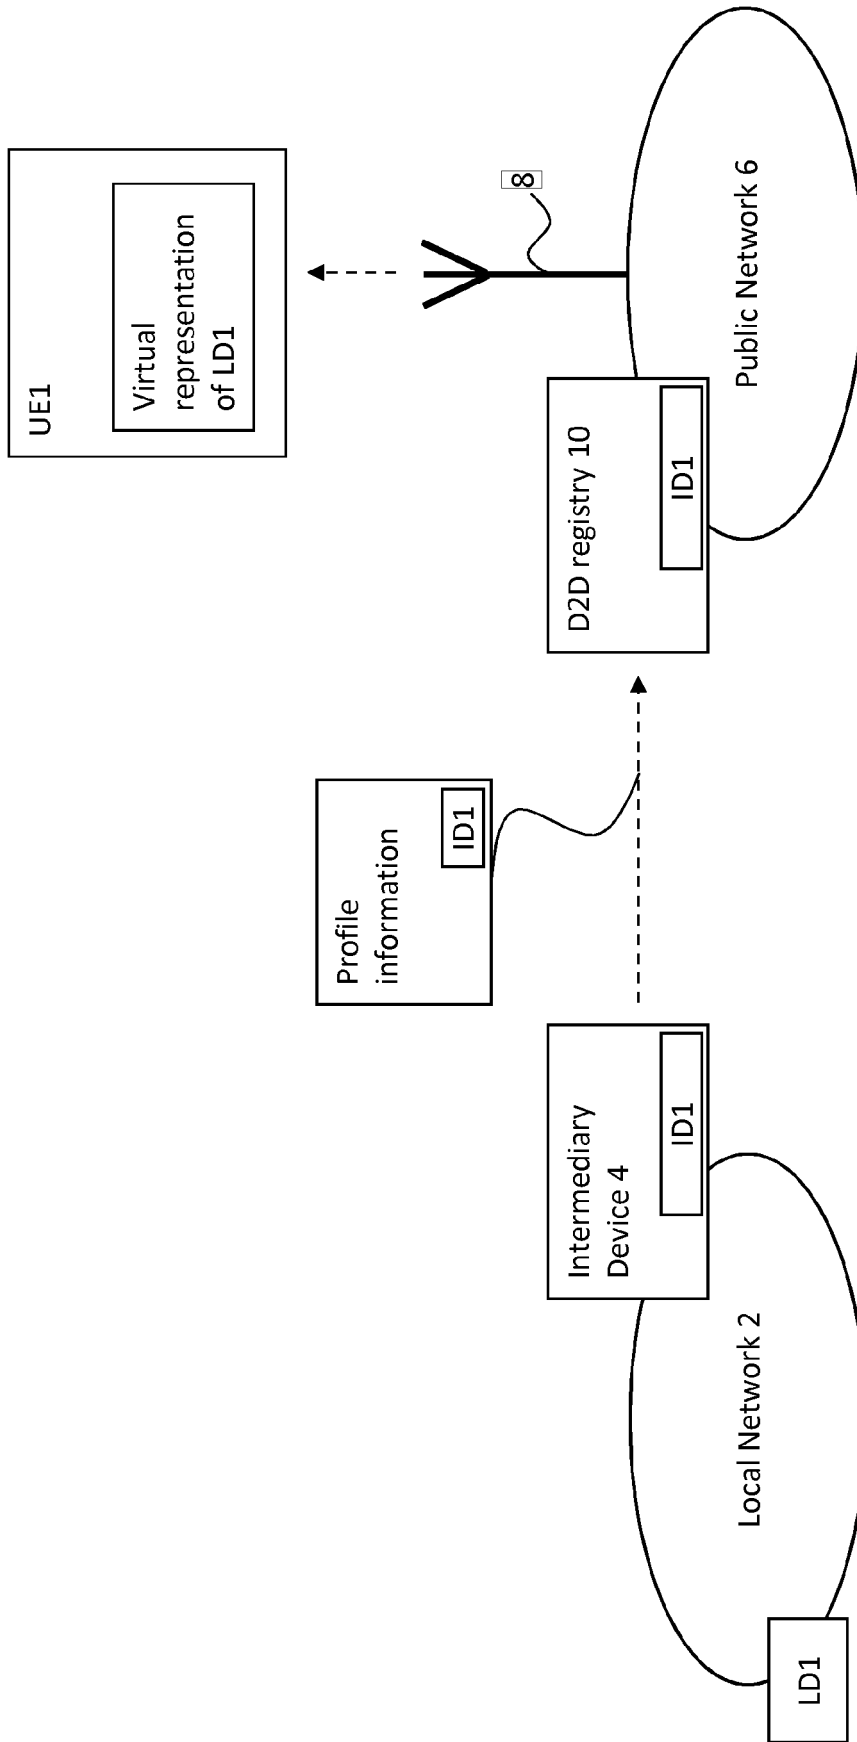 UE1
Virtual
representation
of LD1
8
Profile
information
ID1
LD1
Local Network 2
Intermediary
Device 4
ID1
D2D registry 10
ID1
Public Network 6